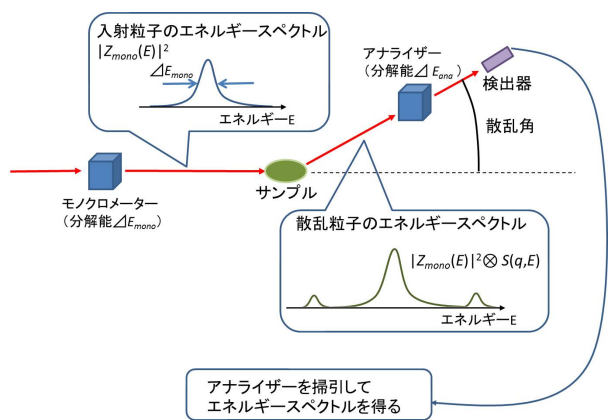 入射粒子のエネルギースペクトル
|Z_mono(E)|²
⊿E_mono
エネルギーE
アナライザー
(分解能⊿E_ana)
検出器
散乱角
サンプル
モノクロメーター
(分解能⊿E_mono)
散乱粒子のエネルギースペクトル
|Z_mono(E)|²⊗ S(q,E)
エネルギーE
アナライザーを掃引して
エネルギースペクトルを得る